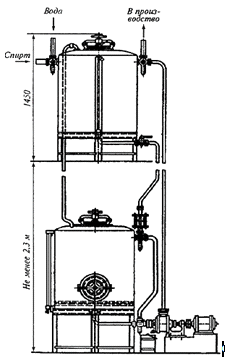 Вода
В произ-
водство
Спирт
1450
Не менее 2,3 м